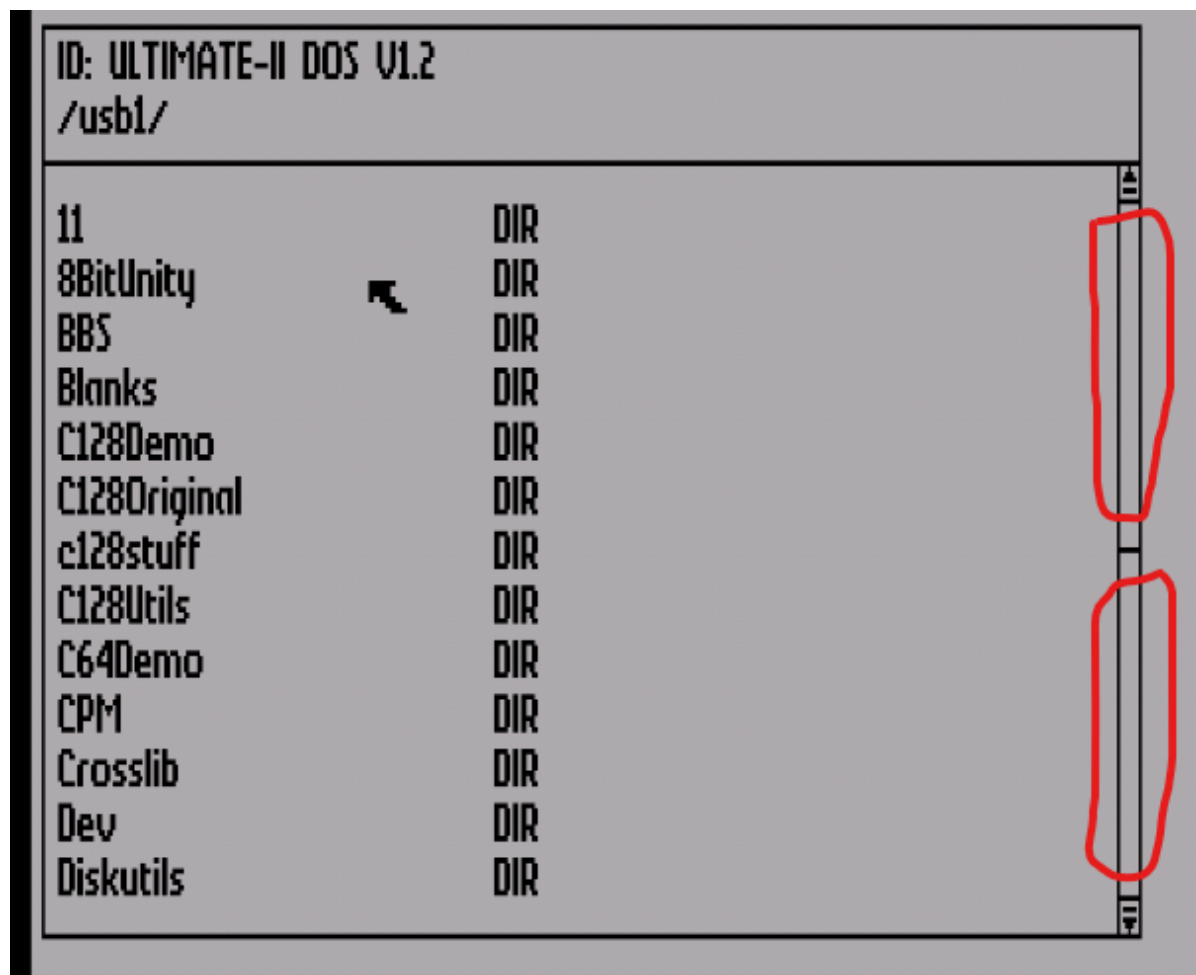 ID: ULTIMATE-II DOS V1.2
/usb1/
11 DIR
8BitUnity DIR
BBS DIR
Blanks DIR
C128Demo DIR
C128Original DIR
c128stuff DIR
C128Utils DIR
C64Demo DIR
CPM DIR
Crosslib DIR
Dev DIR
Diskutils DIR